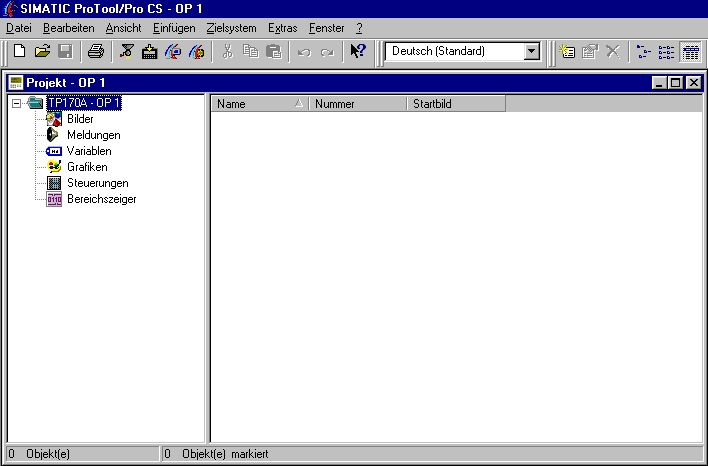 SIMATIC ProTool/Pro CS - OP 1
Datei Bearbeiten Ansicht Einfügen Zielsystem Extras Fenster ?
Deutsch (Standard)
Projekt - OP 1
TP170A - OP 1
Bilder
Meldungen
Variablen
Grafiken
Steuerungen
Bereichszeiger
Name Nummer Startbild
0 Objekt(e) 0 Objekt(e) markiert